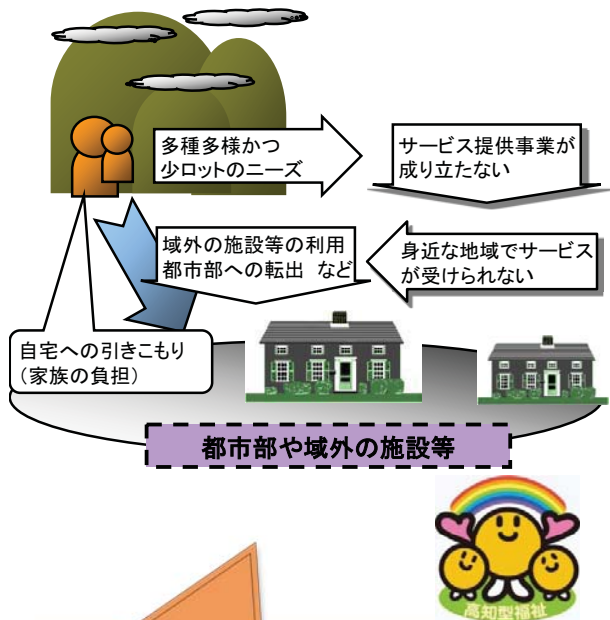 多種多様かつ
少ロットのニーズ
サービス提供事業が
成り立たない
域外の施設等の利用
都市部への転出 など
身近な地域でサービス
が受けられない
自宅への引きこもり
(家族の負担)
都市部や域外の施設等
高知型福祉